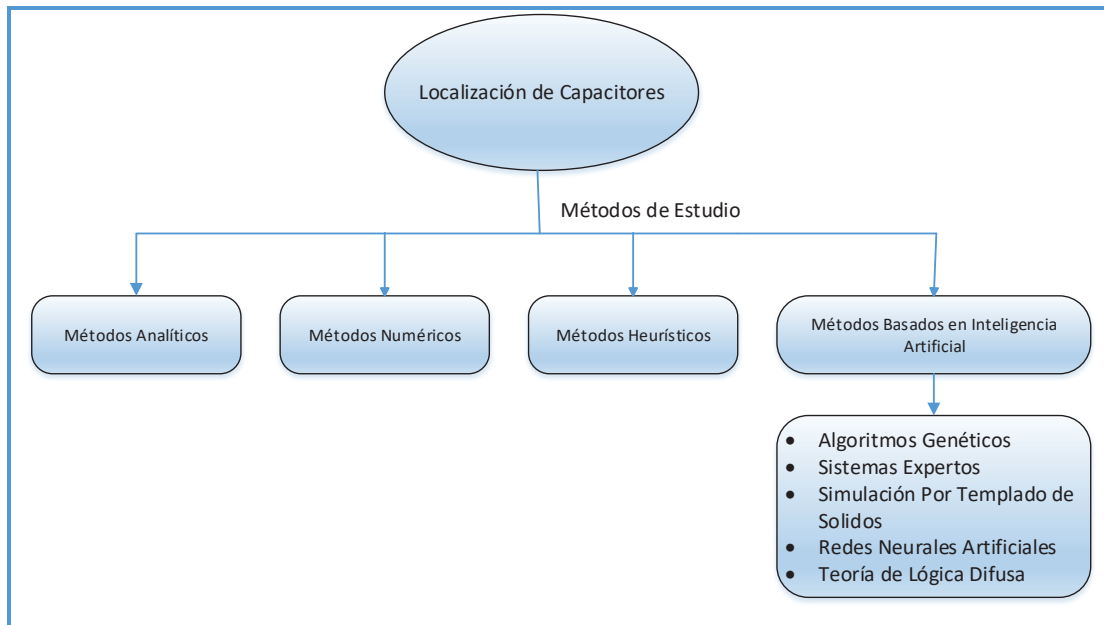 Localización de Capacitores
Métodos de Estudio
Métodos Analíticos
Métodos Numéricos
Métodos Heurísticos
Métodos Basados en Inteligencia
Artificial
• Algoritmos Genéticos
• Sistemas Expertos
• Simulación Por Templado de
Solidos
• Redes Neurales Artificiales
• Teoría de Lógica Difusa